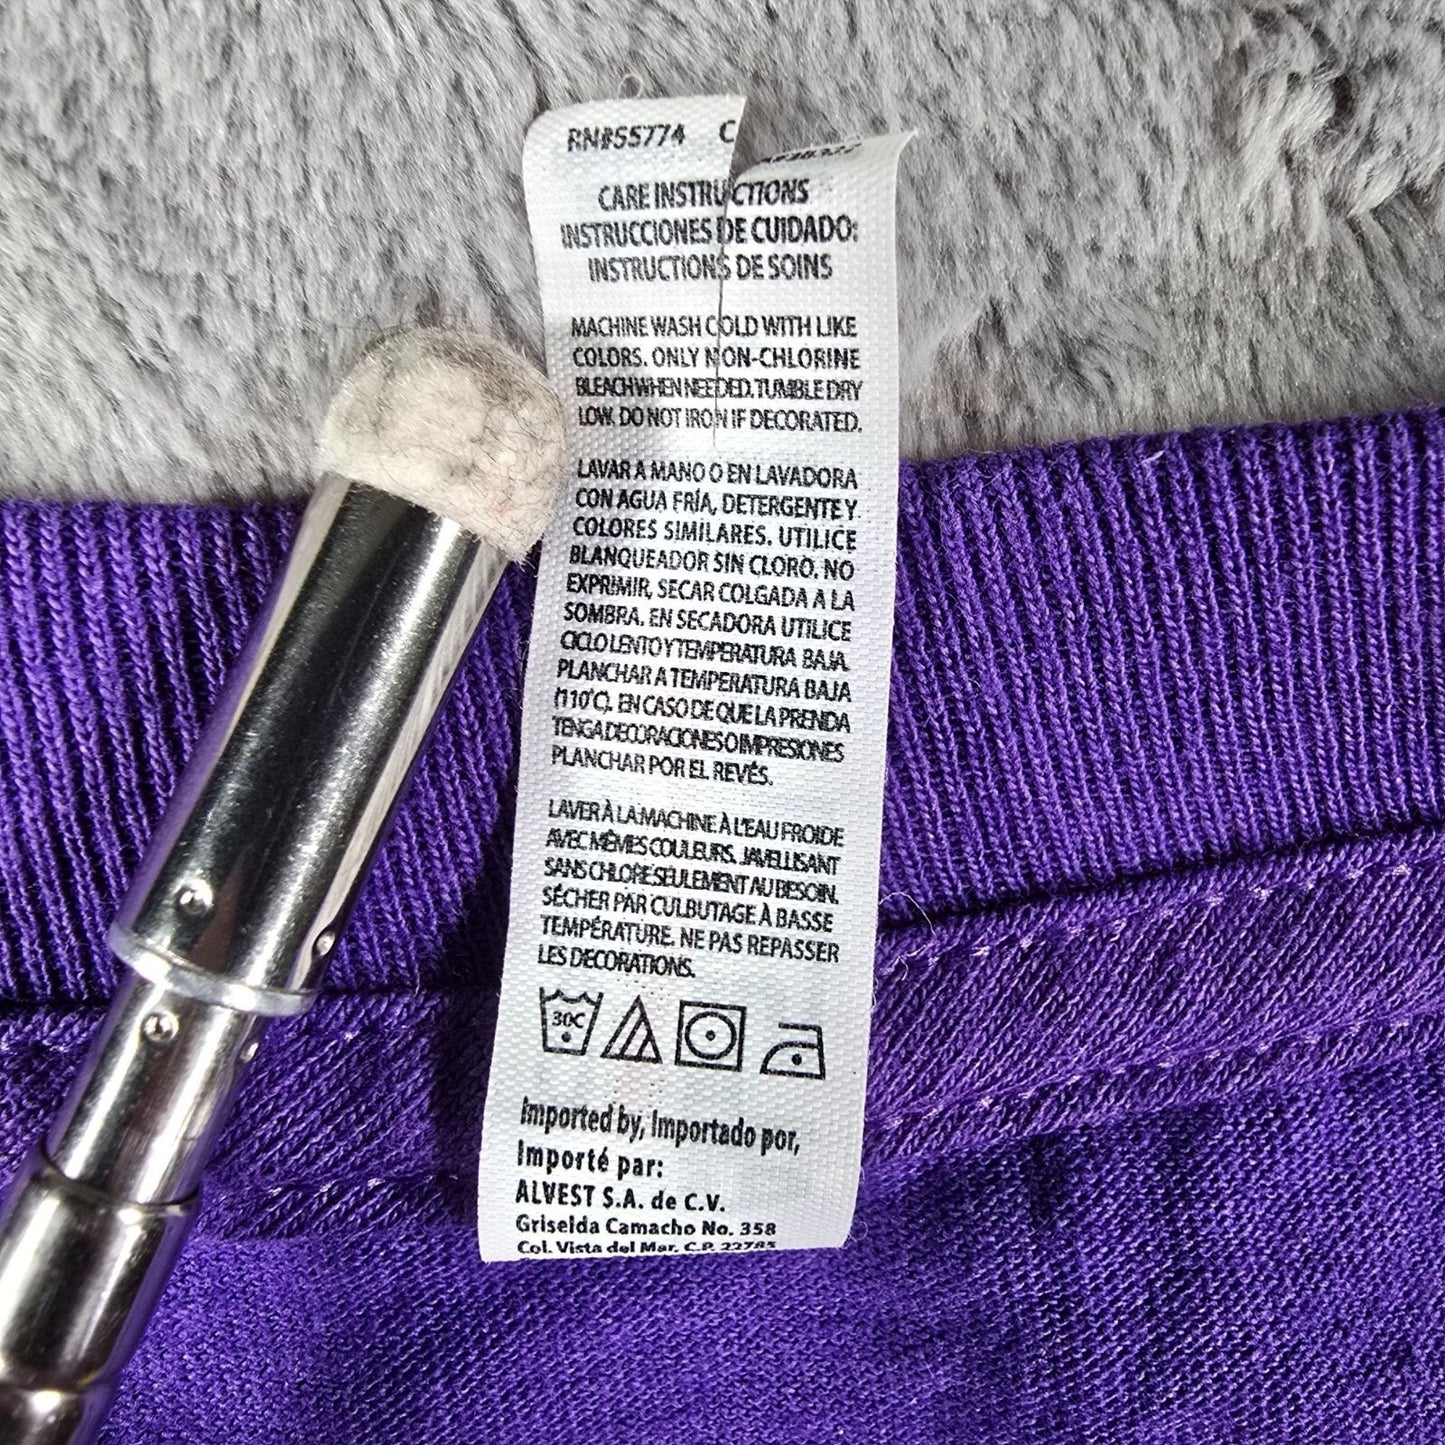 RN#55774 C
CARE INSTRUCTIONS
INSTRUCCIONES DE CUIDADO:
INSTRUCTIONS DE SOINS
MACHINE WASH COLD WITH LIKE
COLORS. ONLY NON-CHLORINE
BLEACH WHEN NEEDED. TUMBLE DRY
LOW. DO NOT IRON IF DECORATED.
LAVAR A MANO O EN LAVADORA
CON AGUA FRÍA, DETERGENTE Y
COLORES SIMILARES. UTILICE
BLANQUEADOR SIN CLORO. NO
EXPRIMIR, SECAR COLGADA A LA
SOMBRA. EN SECADORA UTILICE
CICLO LENTO Y TEMPERATURA BAJA.
PLANCHAR A TEMPERATURA BAJA
(110°C). EN CASO DE QUE LA PRENDA
TENGA DECORACIONES O IMPRESIONES
PLANCHAR POR EL REVÉS.
LAVER À LA MACHINE À L'EAU FROIDE
AVEC MÊMES COULEURS. JAVELLISANT
SANS CHLORE SEULEMENT AU BESOIN.
SÉCHER PAR CULBUTAGE À BASSE
TEMPÉRATURE. NE PAS REPASSER
LES DECORATIONS.
30C
Imported by, Importado por,
Importé par:
ALVEST S.A. de C.V.
Griselda Camacho No. 358
Col. Vista del Mar. C.P. 22785